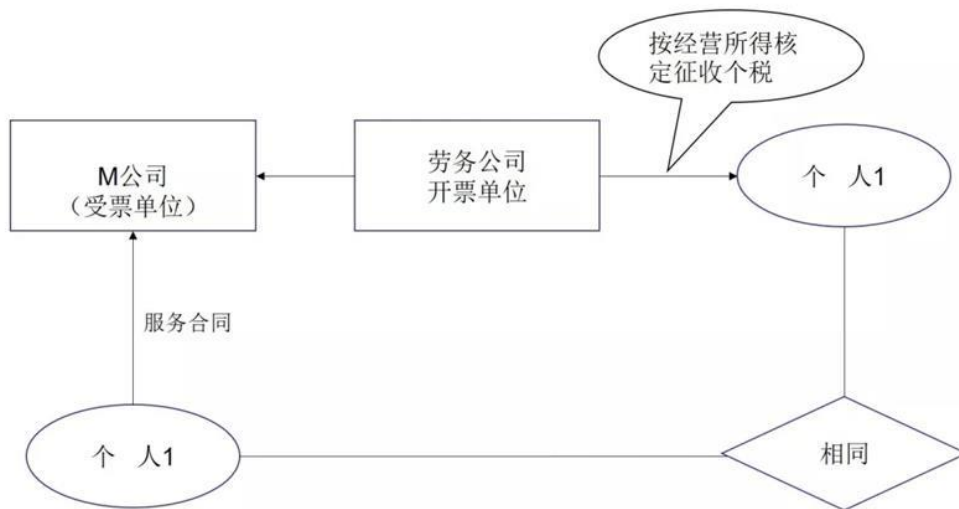 按经营所得核
定征收个税
M公司
（受票单位）
劳务公司
开票单位
个 人1
服务合同
个 人1
相同